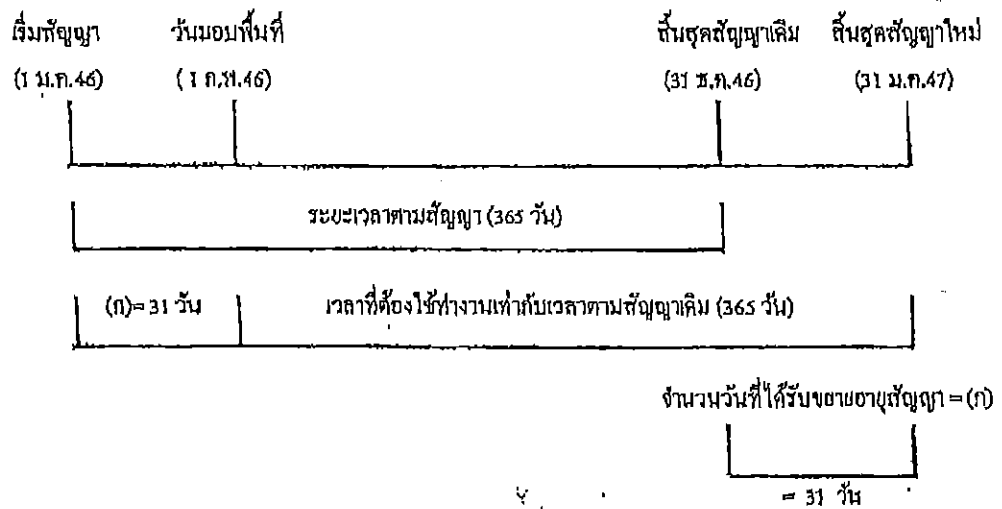 เริ่มสัญญา วันมอบพื้นที่ สิ้นสุดสัญญาเดิม สิ้นสุดสัญญาใหม่
(1 ม.ค.46) (1 ก.พ.46) (31 ธ.ค.46) (31 ม.ค.47)
ระยะเวลาตามสัญญา (365 วัน)
(ก)= 31 วัน เวลาที่ต้องใช้ทำงานเท่ากับเวลาตามสัญญาเดิม (365 วัน)
จำนวนวันที่ได้รับขยายอายุสัญญา = (ก)
= 31 วัน